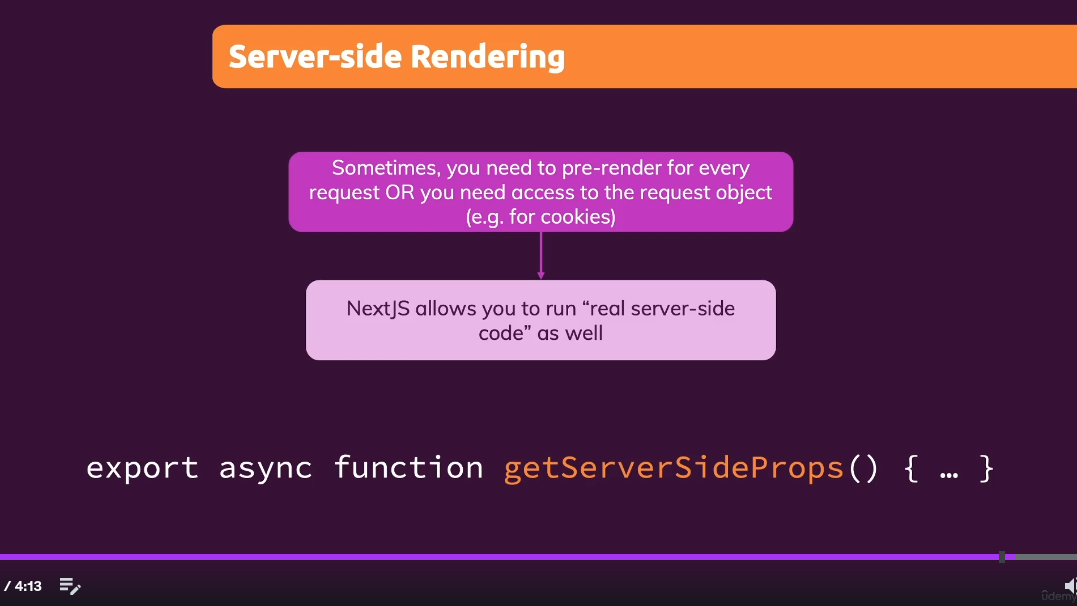 Server-side Rendering
Sometimes, you need to pre-render for every
request OR you need access to the request object
(e.g. for cookies)
NextJS allows you to run “real server-side
code” as well
export async function getServerSideProps() { … }
/ 4:13
ûdemy